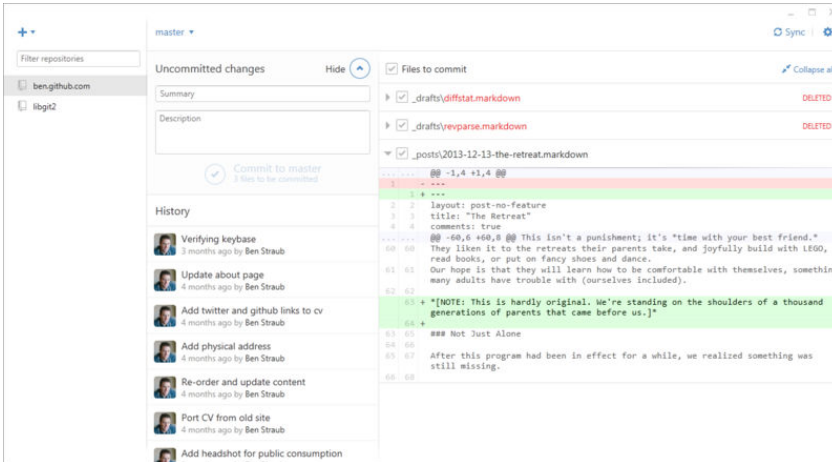 master
Sync
Filter repositories
ben.github.com
libgit2
Uncommitted changes
Hide
Summary
Description
Commit to master
3 files to be committed
History
Verifying keybase
3 months ago by Ben Straub
Update about page
4 months ago by Ben Straub
Add twitter and github links to cv
4 months ago by Ben Straub
Add physical address
4 months ago by Ben Straub
Re-order and update content
4 months ago by Ben Straub
Port CV from old site
4 months ago by Ben Straub
Add headshot for public consumption
Files to commit
Collapse al
_drafts\diffstat.markdown
DELETED
_drafts\revparse.markdown
DELETED
_posts\2013-12-13-the-retreat.markdown
... ... @@ -1,4 +1,4 @@
1 - ---
1 + ---
2 2 layout: post-no-feature
3 3 title: "The Retreat"
4 4 comments: true
... ... @@ -60,6 +60,8 @@ This isn't a punishment; it's *time with your best friend.*
60 60 They liken it to the retreats their parents take, and joyfully build with LEGO,
read books, or put on fancy shoes and dance.
61 61 Our hope is that they will learn how to be comfortable with themselves, somethin
many adults have trouble with (ourselves included).
62 62
63 + *[NOTE: This is hardly original. We're standing on the shoulders of a thousand
generations of parents that came before us.]*
64 +
63 65 ### Not Just Alone
64 66
65 67 After this program had been in effect for a while, we realized something was
still missing.
66 68